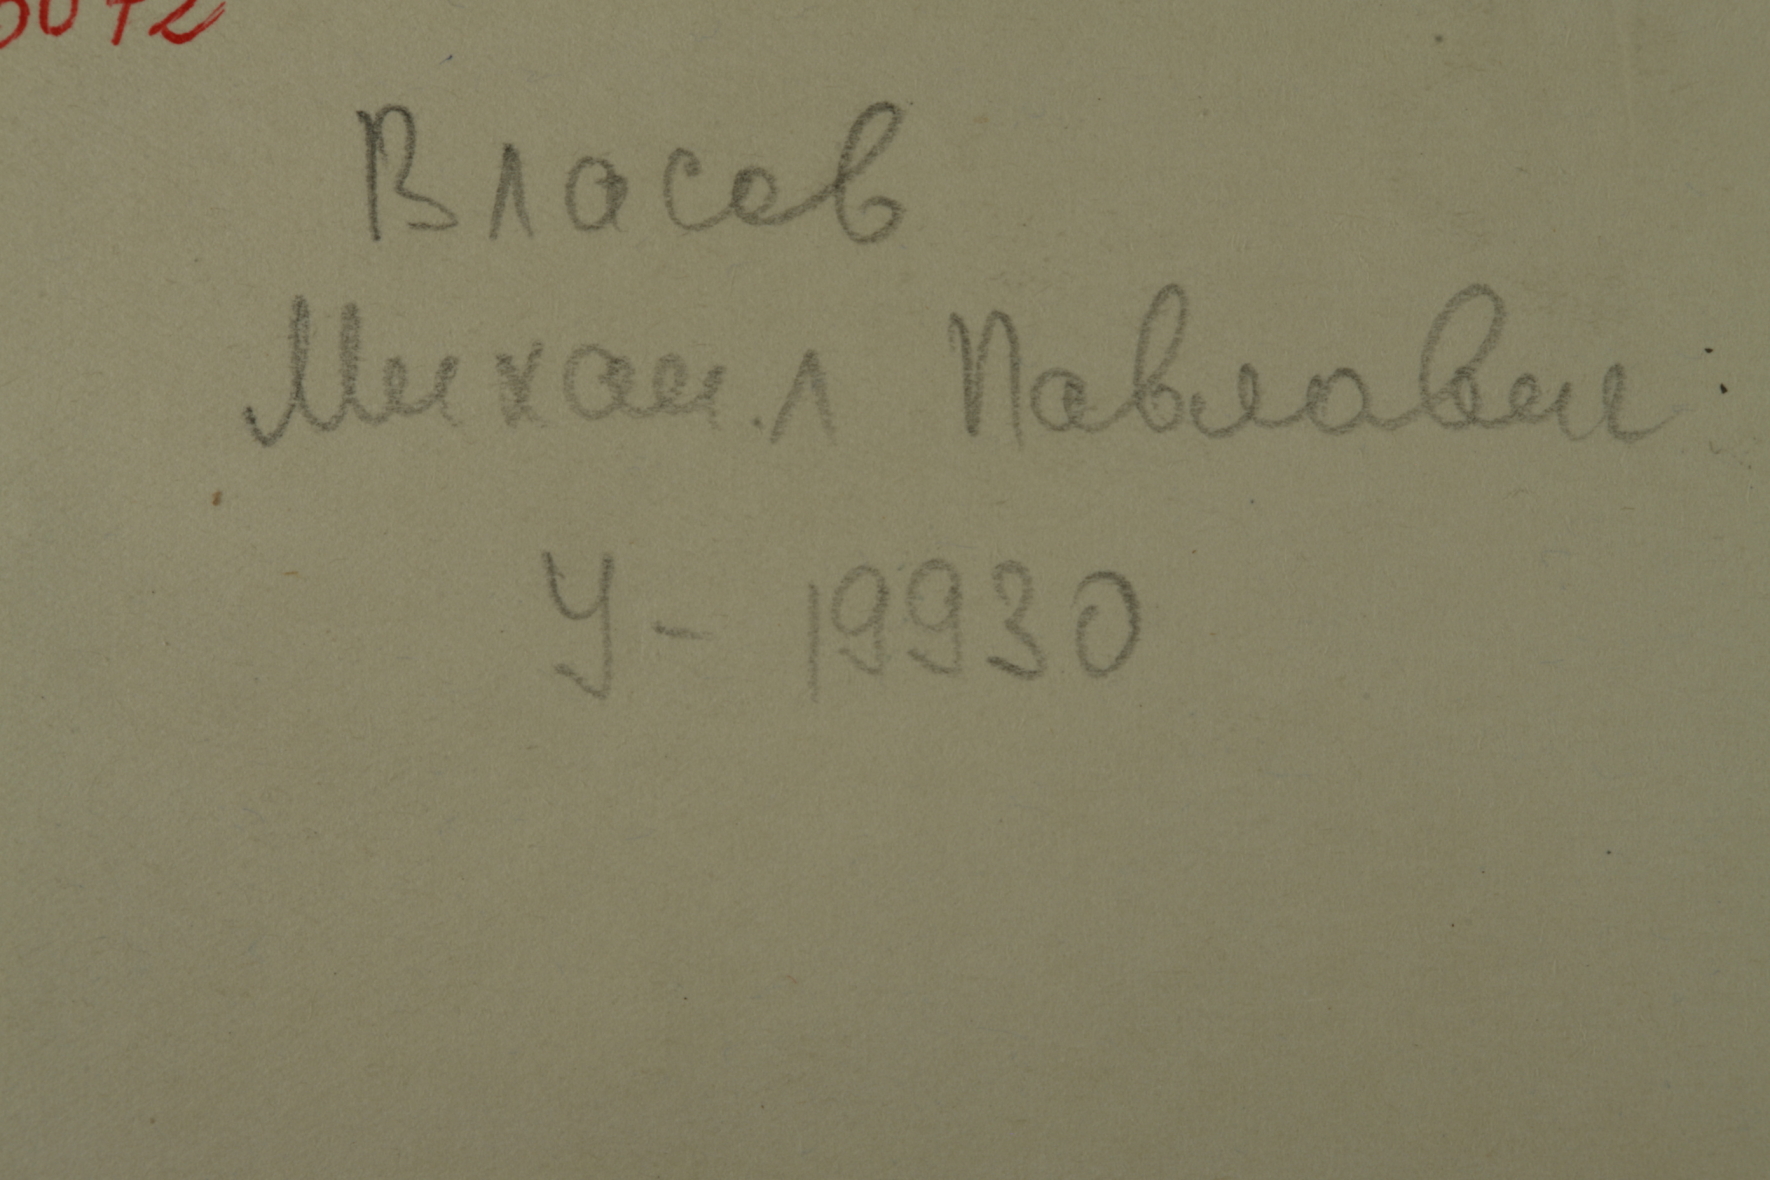 Власов
Михаил Павлович
У- 19930